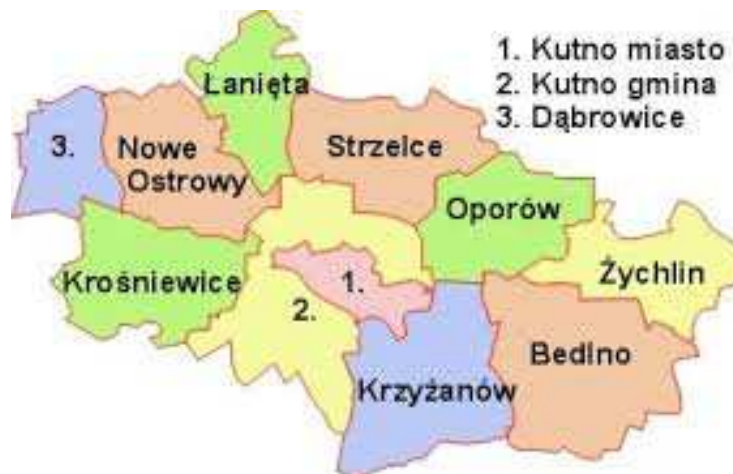 1. Kutno miasto
2. Kutno gmina
3. Dąbrowice
Łanięta
3.
Nowe
Ostrowy
Strzelce
Oporów
Krośniewice
Żychlin
1.
2.
Bedlno
Krzyżanów